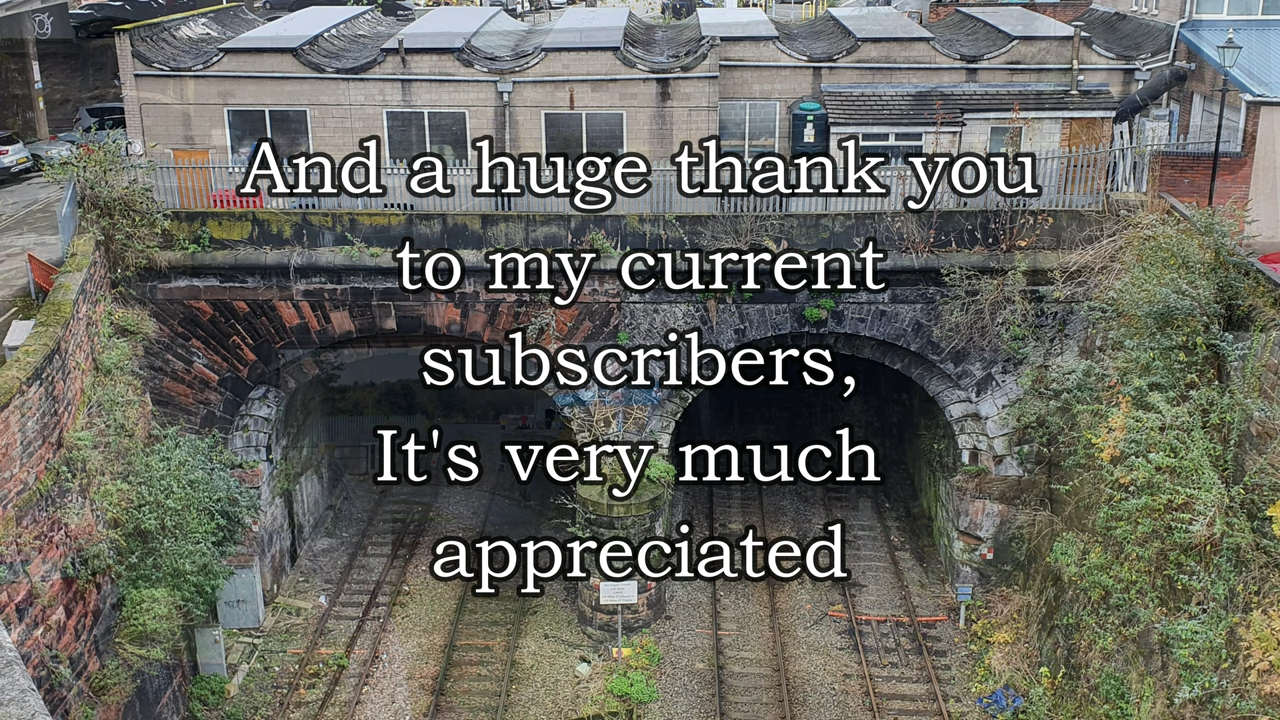 And a huge thank you
to my current
subscribers,
It's very much
appreciated